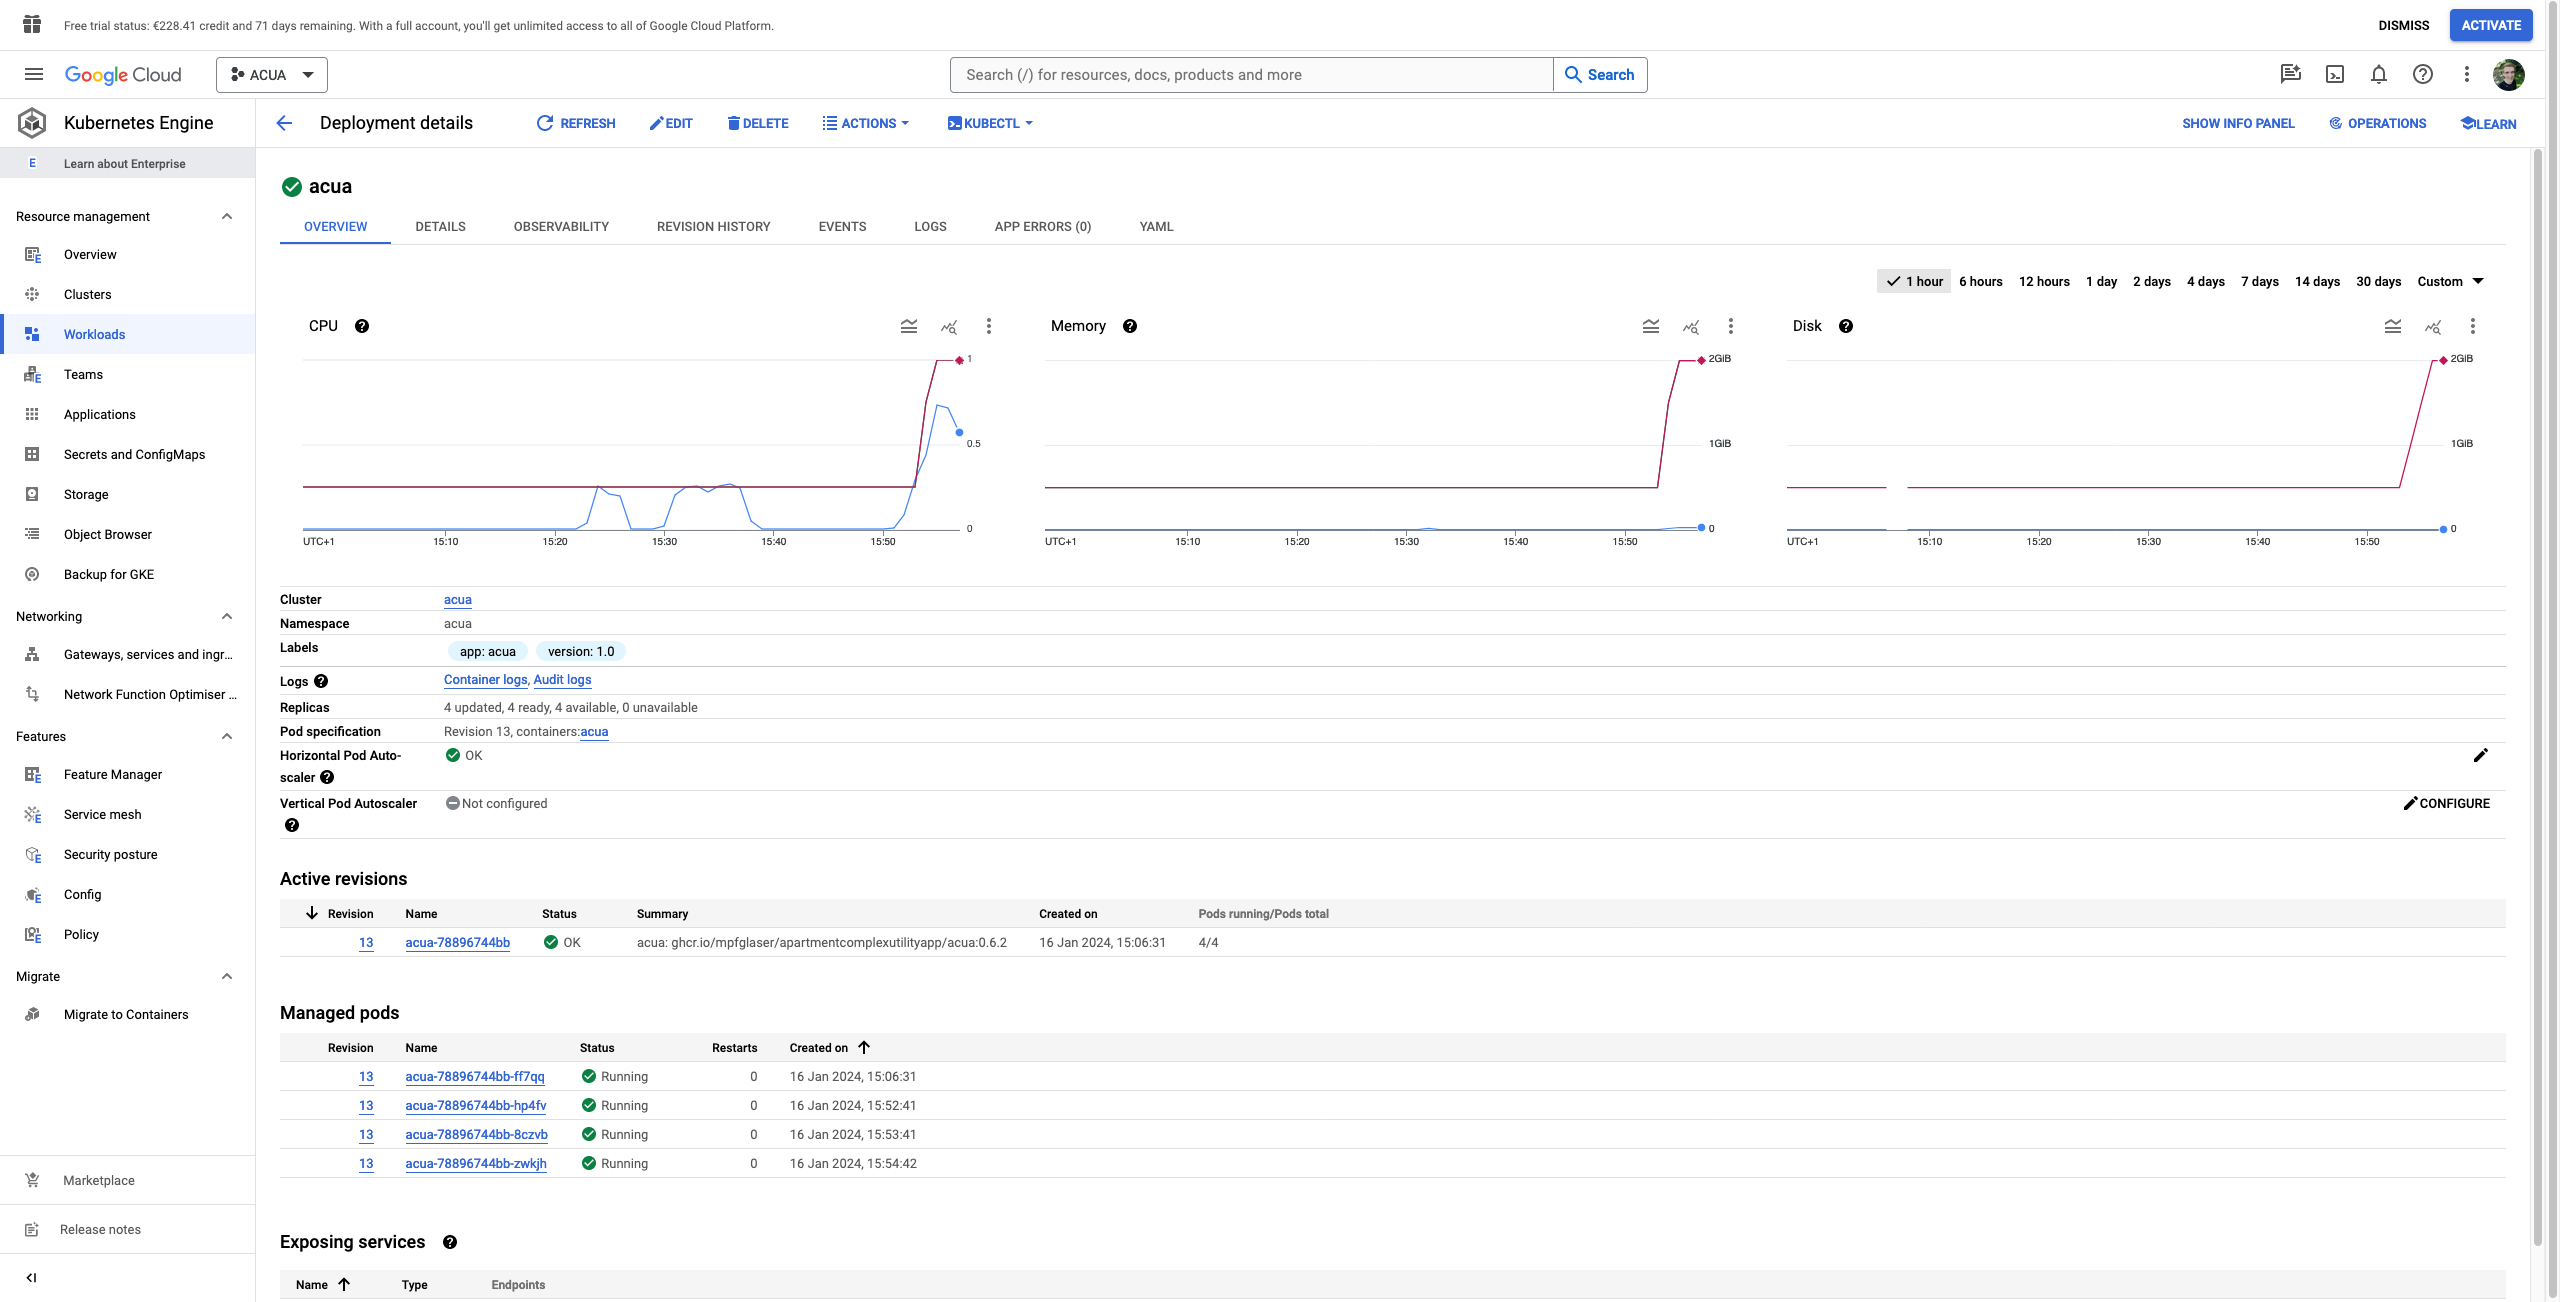 Free trial status: €228.41 credit and 71 days remaining. With a full account, you'll get unlimited access to all of Google Cloud Platform.
DISMISS
ACTIVATE
Google Cloud
ACUA
Search (/) for resources, docs, products and more
Search
Kubernetes Engine
Deployment details
REFRESH
EDIT
DELETE
ACTIONS
KUBECTL
SHOW INFO PANEL
OPERATIONS
LEARN
E
Learn about Enterprise
Resource management
Overview
Clusters
Workloads
Teams
Applications
Secrets and ConfigMaps
Storage
Object Browser
Backup for GKE
Networking
Gateways, services and ingr...
Network Function Optimiser ...
Features
Feature Manager
Service mesh
Security posture
Config
Policy
Migrate
Migrate to Containers
Marketplace
Release notes
acua
OVERVIEW DETAILS OBSERVABILITY REVISION HISTORY EVENTS LOGS APP ERRORS (0) YAML
1 hour 6 hours 12 hours 1 day 2 days 4 days 7 days 14 days 30 days Custom
CPU
1
0.5
0
UTC+1 15:10 15:20 15:30 15:40 15:50
Memory
2GiB
1GiB
0
UTC+1 15:10 15:20 15:30 15:40 15:50
Disk
2GiB
1GiB
0
UTC+1 15:10 15:20 15:30 15:40 15:50
Cluster acua
Namespace acua
Labels app: acua version: 1.0
Logs Container logs, Audit logs
Replicas 4 updated, 4 ready, 4 available, 0 unavailable
Pod specification Revision 13, containers:acua
Horizontal Pod Auto-
scaler
OK
Vertical Pod Autoscaler Not configured CONFIGURE
Active revisions
Revision Name Status Summary Created on Pods running/Pods total
13 acua-78896744bb OK acua: ghcr.io/mpfglaser/apartmentcomplexutilityapp/acua:0.6.2 16 Jan 2024, 15:06:31 4/4
Managed pods
Revision Name Status Restarts Created on
13 acua-78896744bb-ff7qq Running 0 16 Jan 2024, 15:06:31
13 acua-78896744bb-hp4fv Running 0 16 Jan 2024, 15:52:41
13 acua-78896744bb-8czvb Running 0 16 Jan 2024, 15:53:41
13 acua-78896744bb-zwkjh Running 0 16 Jan 2024, 15:54:42
Exposing services
Name Type Endpoints